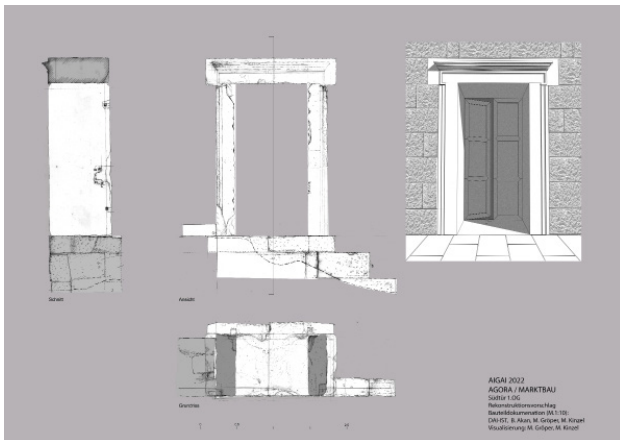 Schnitt
Ansicht
Grundriss
AIGAI 2022
AGORA / MARKTBAU
Südtür 1.OG
Rekonstruktionsvorschlag
Bauteildokumentation (M.1:10):
DAI-IST, B. Akan, M. Gröper, M. Kinzel
Visualisierung: M. Gröper, M. Kinzel